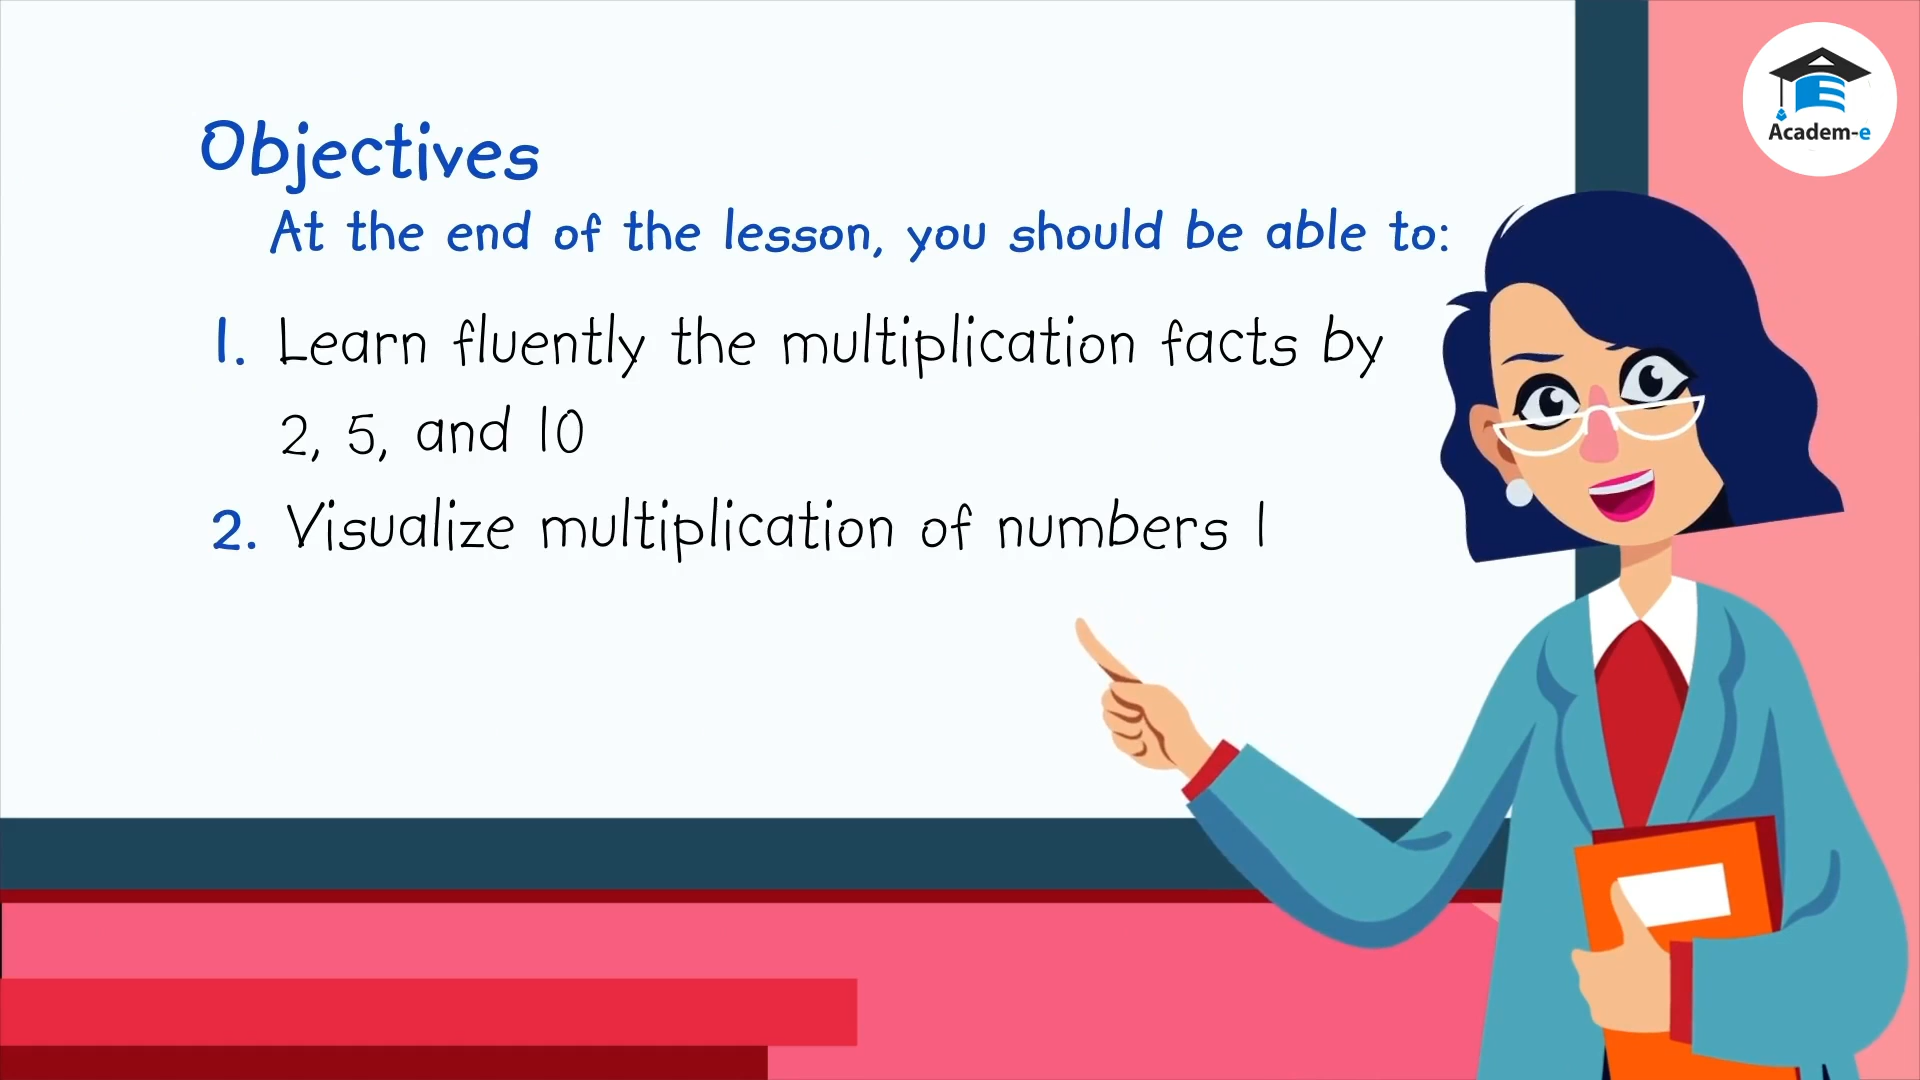 Academ-e
Objectives
At the end of the lesson, you should be able to:
1. Learn fluently the multiplication facts by
2, 5, and 10
2. Visualize multiplication of numbers 1